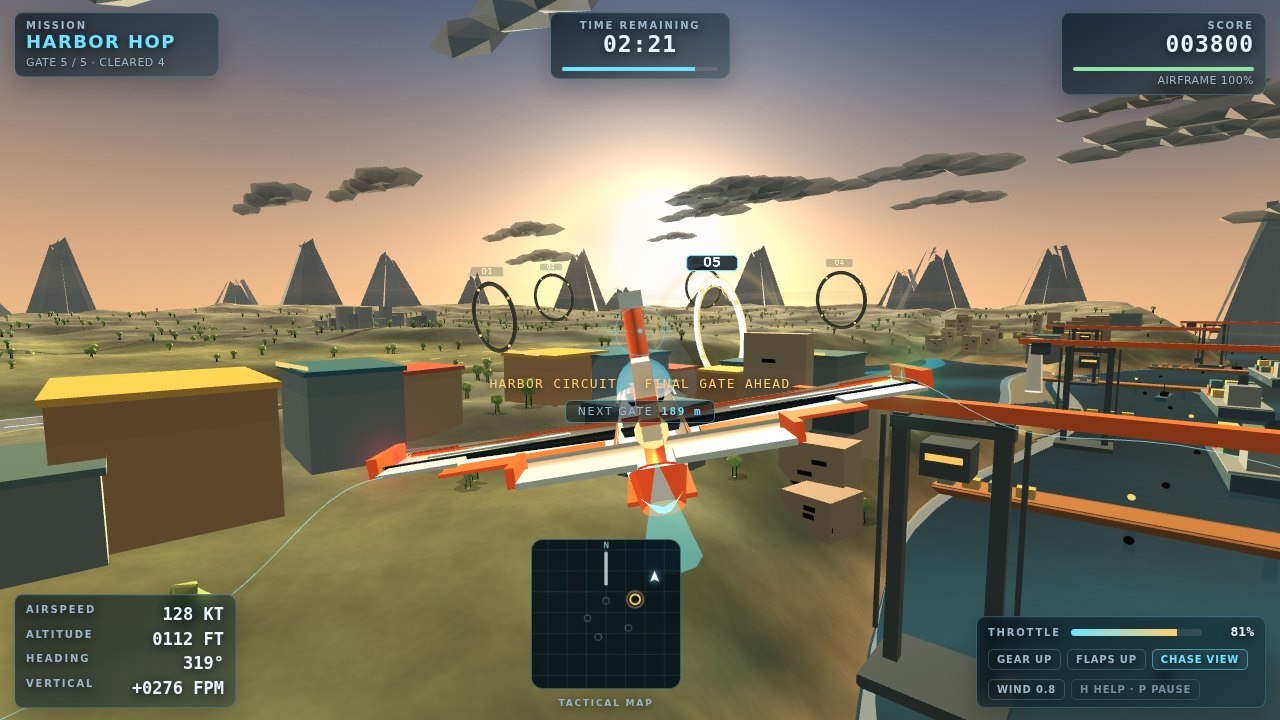 MISSION
HARBOR HOP
GATE 5 / 5 · CLEARED 4
TIME REMAINING
02:21
SCORE
003800
AIRFRAME 100%
05
01
02
04
HARBOR CIRCUIT
FINAL GATE AHEAD
NEXT GATE 189 m
AIRSPEED 128 KT
ALTITUDE 0112 FT
HEADING 319°
VERTICAL +0276 FPM
N
TACTICAL MAP
THROTTLE 81%
GEAR UP FLAPS UP CHASE VIEW
WIND 0.8 H HELP · P PAUSE